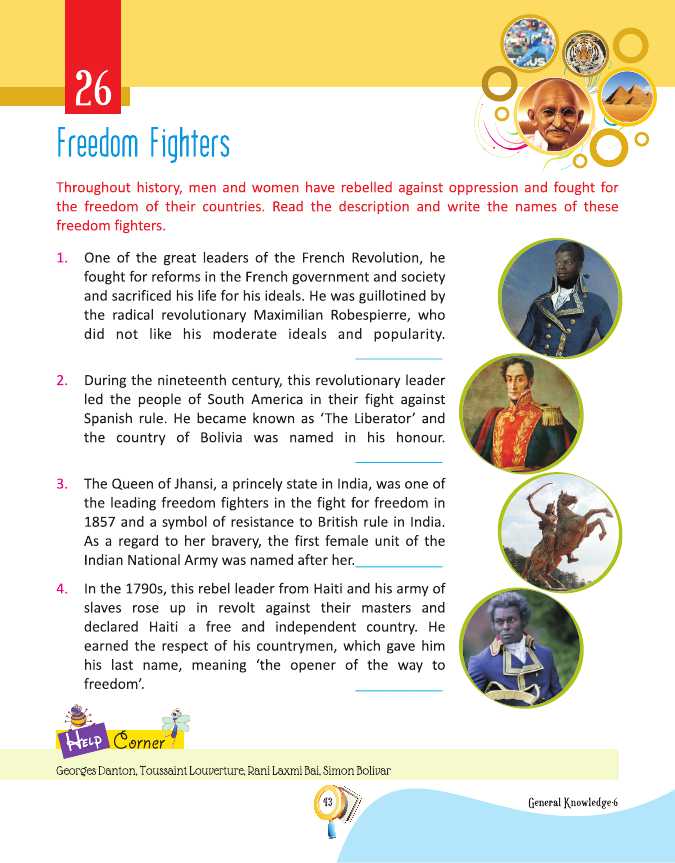 26
Freedom Fighters
Throughout history, men and women have rebelled against oppression and fought for
the freedom of their countries. Read the description and write the names of these
freedom fighters.
1. One of the great leaders of the French Revolution, he
fought for reforms in the French government and society
and sacrificed his life for his ideals. He was guillotined by
the radical revolutionary Maximilian Robespierre, who
did not like his moderate ideals and popularity.
2. During the nineteenth century, this revolutionary leader
led the people of South America in their fight against
Spanish rule. He became known as ‘The Liberator’ and
the country of Bolivia was named in his honour.
3. The Queen of Jhansi, a princely state in India, was one of
the leading freedom fighters in the fight for freedom in
1857 and a symbol of resistance to British rule in India.
As a regard to her bravery, the first female unit of the
Indian National Army was named after her.
4. In the 1790s, this rebel leader from Haiti and his army of
slaves rose up in revolt against their masters and
declared Haiti a free and independent country. He
earned the respect of his countrymen, which gave him
his last name, meaning ‘the opener of the way to
freedom’.
Help Corner
Georges Danton, Toussaint Louverture, Rani Laxmi Bai, Simon Bolivar
43
General Knowledge-6